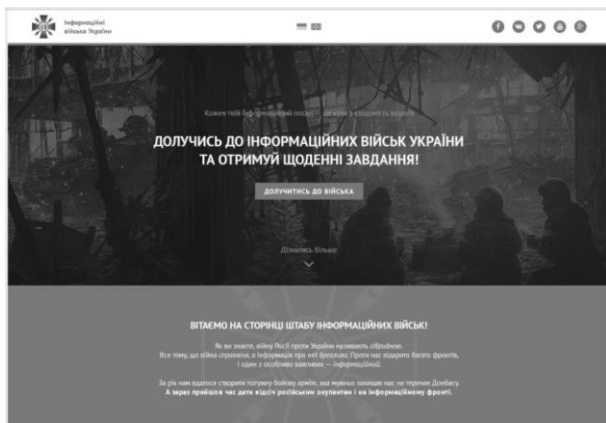 Інформаційні
війська України
Кожен твій інформаційний постріл — це куля в свідомість ворога
ДОЛУЧИСЬ ДО ІНФОРМАЦІЙНИХ ВІЙСЬК УКРАЇНИ
ТА ОТРИМУЙ ЩОДЕННІ ЗАВДАННЯ!
ДОЛУЧИТИСЬ ДО ВІЙСЬКА
Дізнатись більше
ВІТАЄМО НА СТОРІНЦІ ШТАБУ ІНФОРМАЦІЙНИХ ВІЙСЬК!
Як ви знаєте, війну Росії проти України називають гібридною.
Все тому, що війна справжня, а інформація про неї брехлива. Проти нас відкрито багато фронтів,
і один з особливо важливих — інформаційний.
За рік нам вдалося створити потужну бойову армію, яка мужньо захищає нас на теренах Донбасу.
А зараз прийшов час дати відсіч російським окупантам і на інформаційному фронті.